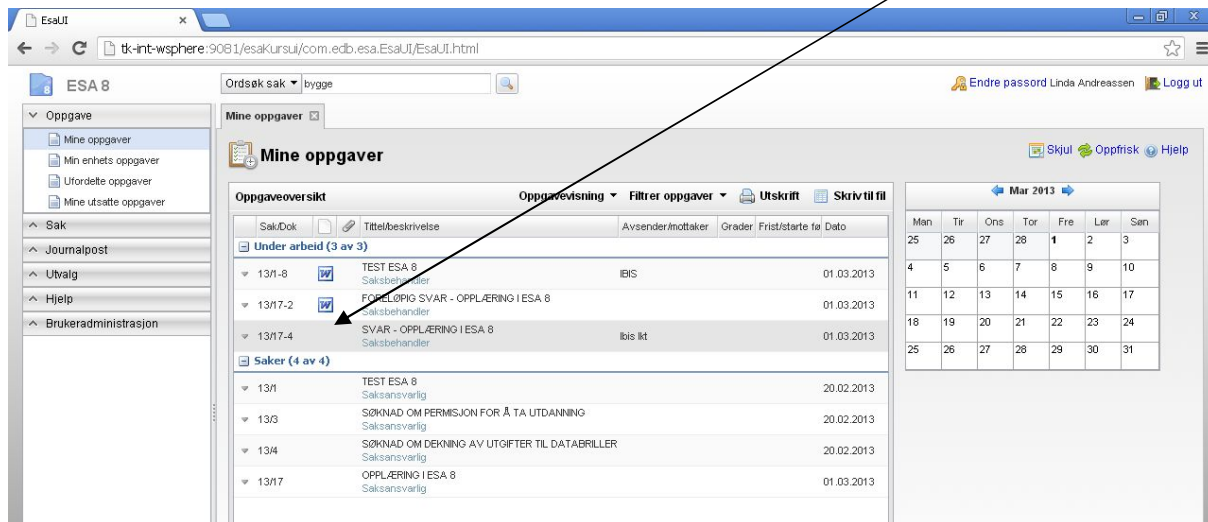 EsaUI
tk-int-wsphere:9081/esaKursui/com.edb.esa.EsaUI/EsaUI.html
8 ESA 8
Ordsøk sak bygge
Endre passord Linda Andreassen Logg ut
Oppgave
Mine oppgaver
Min enhets oppgaver
Ufordelte oppgaver
Mine utsatte oppgaver
Sak
Journalpost
Utvalg
Hjelp
Brukeradministrasjon
Mine oppgaver
Mine oppgaver
Skjul Oppfrisk Hjelp
Oppgaveoversikt Oppgavevisning Filtrer oppgaver Utskrift Skriv til fil
Sak/Dok Tittel/beskrivelse Avsender/mottaker Grader Frist/starte fø Dato
Under arbeid (3 av 3)
13/1-8 W TEST ESA 8 IBIS 01.03.2013
Saksbehandler
13/17-2 W FORELØPIG SVAR - OPPLÆRING I ESA 8 01.03.2013
Saksbehandler
13/17-4 SVAR - OPPLÆRING I ESA 8 Ibis Ikt 01.03.2013
Saksbehandler
Saker (4 av 4)
13/1 TEST ESA 8 20.02.2013
Saksansvarlig
13/3 SØKNAD OM PERMISJON FOR Å TA UTDANNING 20.02.2013
Saksansvarlig
13/4 SØKNAD OM DEKNING AV UTGIFTER TIL DATABRILLER 20.02.2013
Saksansvarlig
13/17 OPPLÆRING I ESA 8 01.03.2013
Saksansvarlig
Mar 2013
Man Tir Ons Tor Fre Lør Søn
25 26 27 28 1 2 3
4 5 6 7 8 9 10
11 12 13 14 15 16 17
18 19 20 21 22 23 24
25 26 27 28 29 30 31